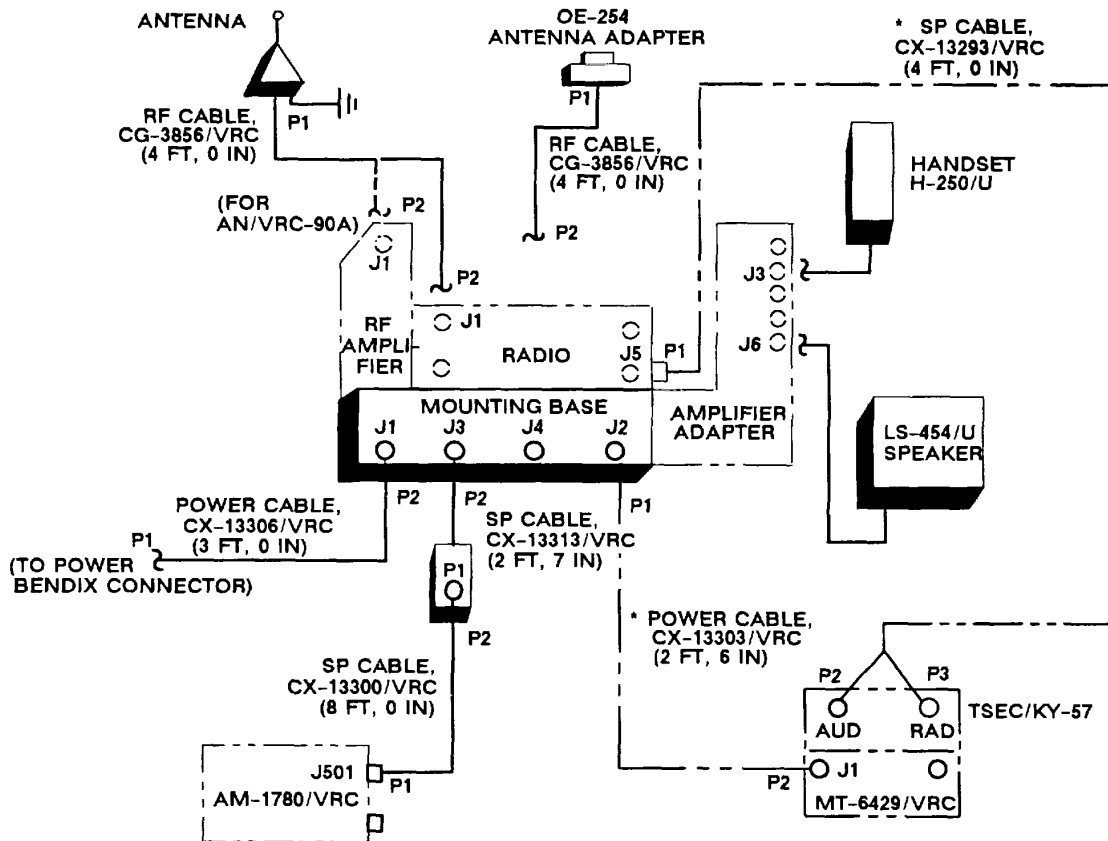 ANTENNA
OE-254
ANTENNA ADAPTER
* SP CABLE,
CX-13293/VRC
(4 FT, 0 IN)
P1
P1
RF CABLE,
CG-3856/VRC
(4 FT, 0 IN)
RF CABLE,
CG-3856/VRC
(4 FT, 0 IN)
HANDSET
H-250/U
(FOR
AN/VRC-90A)
P2
P2
J1
P2
J3
J1
RF
AMPLI-
FIER
RADIO
J5
P1
J6
MOUNTING BASE
J1
J3
J4
J2
AMPLIFIER
ADAPTER
LS-454/U
SPEAKER
P2
P2
P1
POWER CABLE,
CX-13306/VRC
(3 FT, 0 IN)
SP CABLE,
CX-13313/VRC
(2 FT, 7 IN)
P1
(TO POWER
BENDIX CONNECTOR)
P1
P2
* POWER CABLE,
CX-13303/VRC
(2 FT, 6 IN)
SP CABLE,
CX-13300/VRC
(8 FT, 0 IN)
P2
P3
AUD
RAD
TSEC/KY-57
J501
P1
AM-1780/VRC
P2
J1
MT-6429/VRC